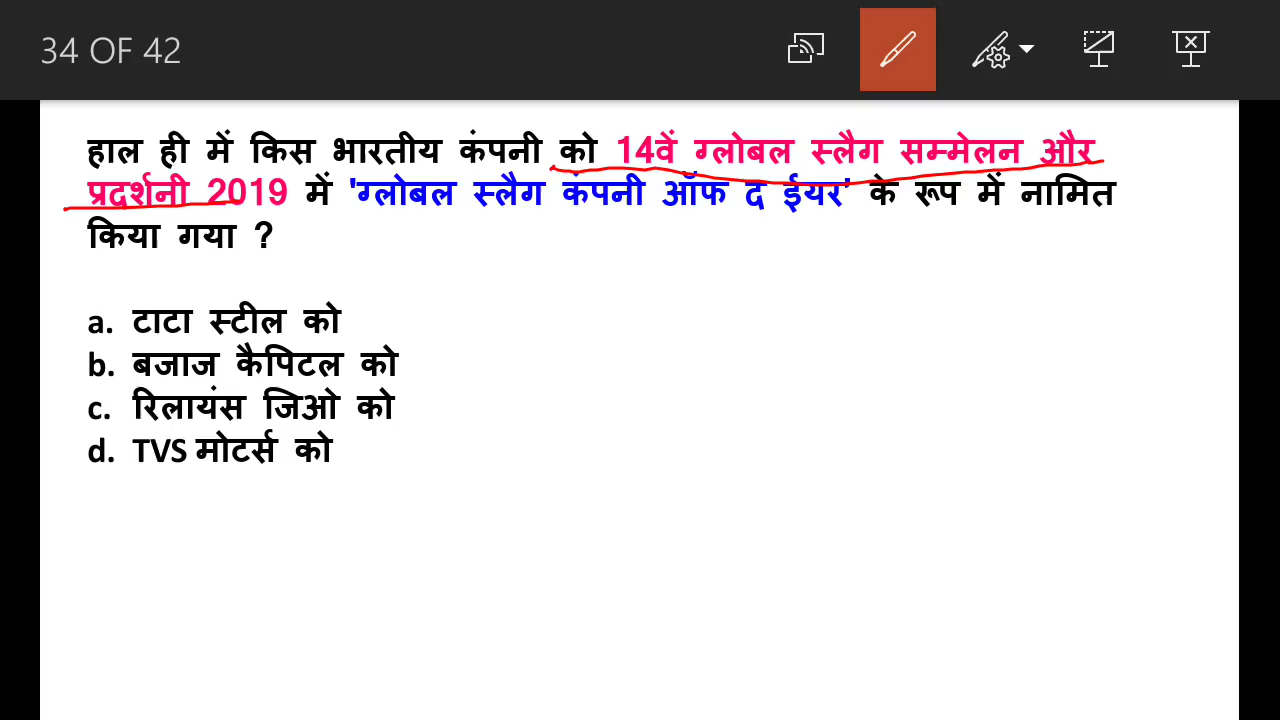 34 OF 42
हाल ही में किस भारतीय कंपनी को 14वें ग्लोबल स्लैग सम्मेलन और
प्रदर्शनी 2019 में 'ग्लोबल स्लैग कंपनी ऑफ द ईयर' के रूप में नामित
किया गया ?
a. टाटा स्टील को
b. बजाज कैपिटल को
c. रिलायंस जिओ को
d. TVS मोटर्स को